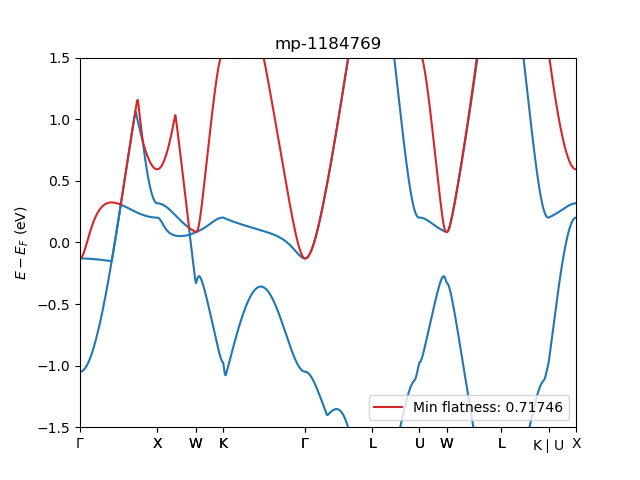 mp-1184769
1.5
1.0
0.5
0.0
−0.5
−1.0
−1.5
E − E_F (eV)
Min flatness: 0.71746
Γ X W K Γ L U W L K | U X